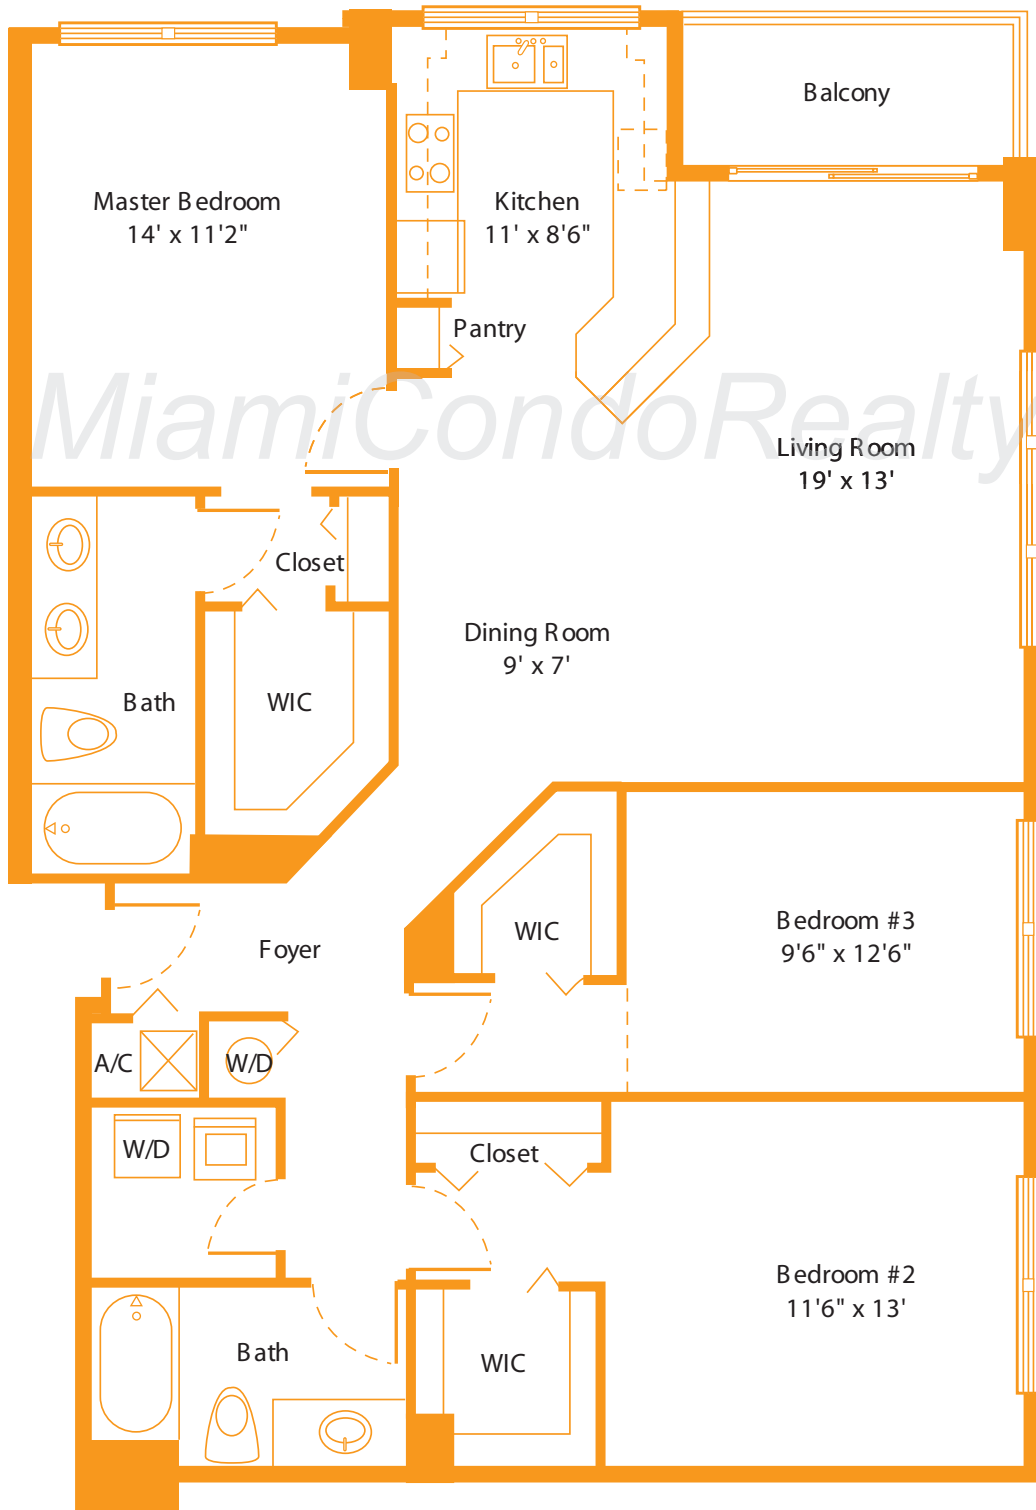 Balcony
Master Bedroom
14' x 11'2"
Kitchen
11' x 8'6"
Pantry
MiamiCondoRealty
Living Room
19' x 13'
Closet
Dining Room
9' x 7'
Bath
WIC
Bedroom #3
9'6" x 12'6"
WIC
Foyer
A/C
W/D
W/D
Closet
Bedroom #2
11'6" x 13'
Bath
WIC